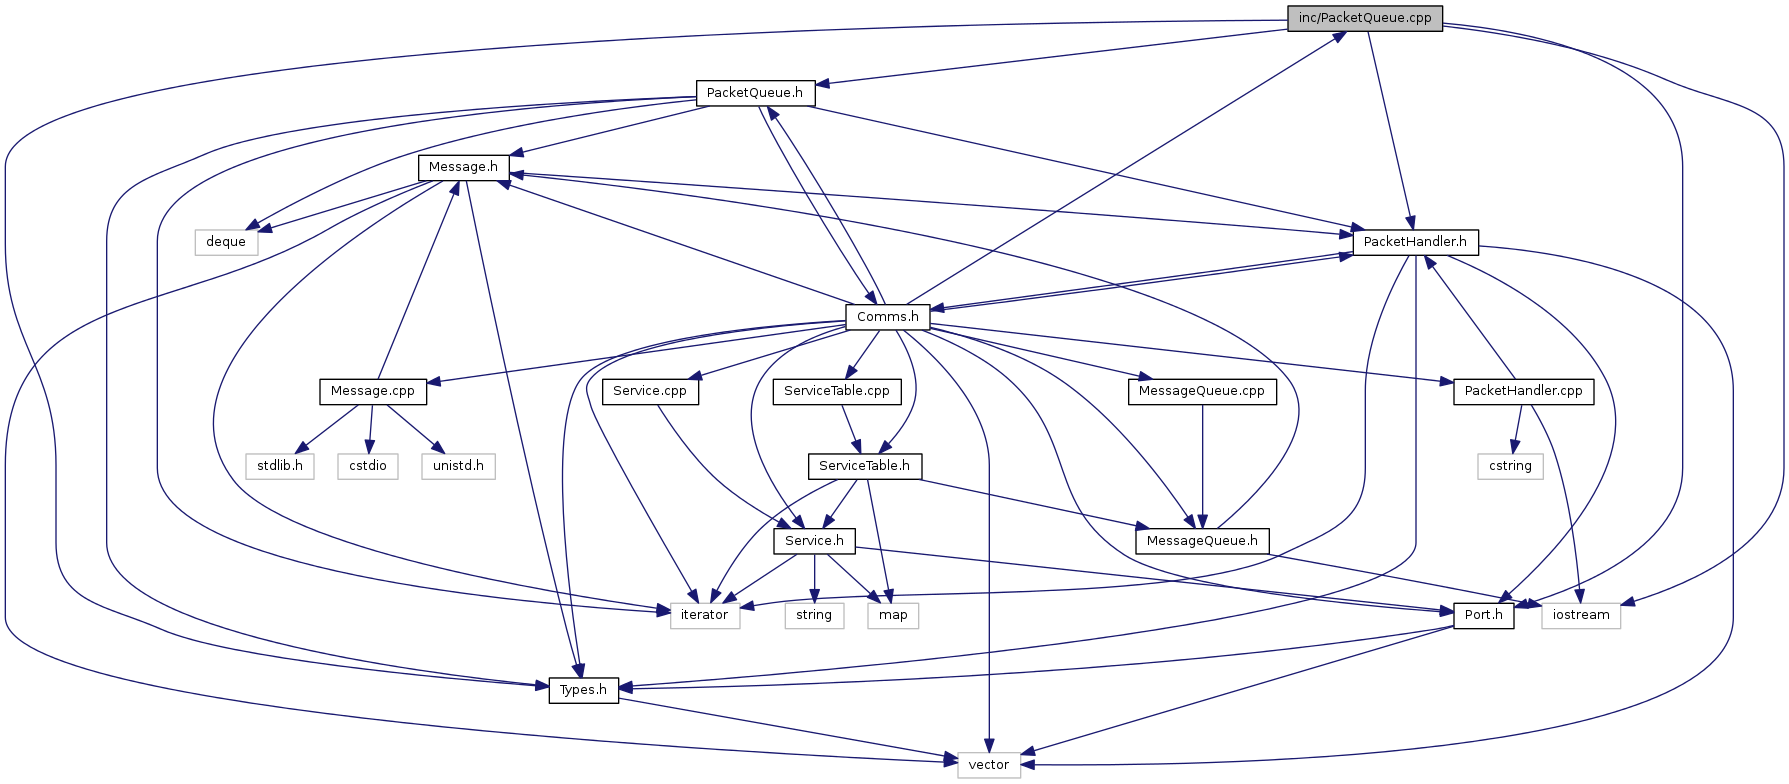 inc/PacketQueue.cpp
PacketQueue.h
Message.h
deque
PacketHandler.h
Comms.h
Message.cpp
Service.cpp
ServiceTable.cpp
MessageQueue.cpp
PacketHandler.cpp
stdlib.h
cstdio
unistd.h
ServiceTable.h
cstring
Service.h
MessageQueue.h
iterator
string
map
Port.h
iostream
Types.h
vector